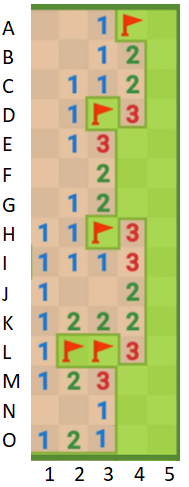 A 1
B 1 2
C 1 1 2
D 1 3
E 1 3
F 2
G 1 2
H 1 1 3
I 1 1 1 3
J 1 2
K 1 2 2 2
L 1 3
M 1 2 3
N 1
O 1 2 1
1 2 3 4 5